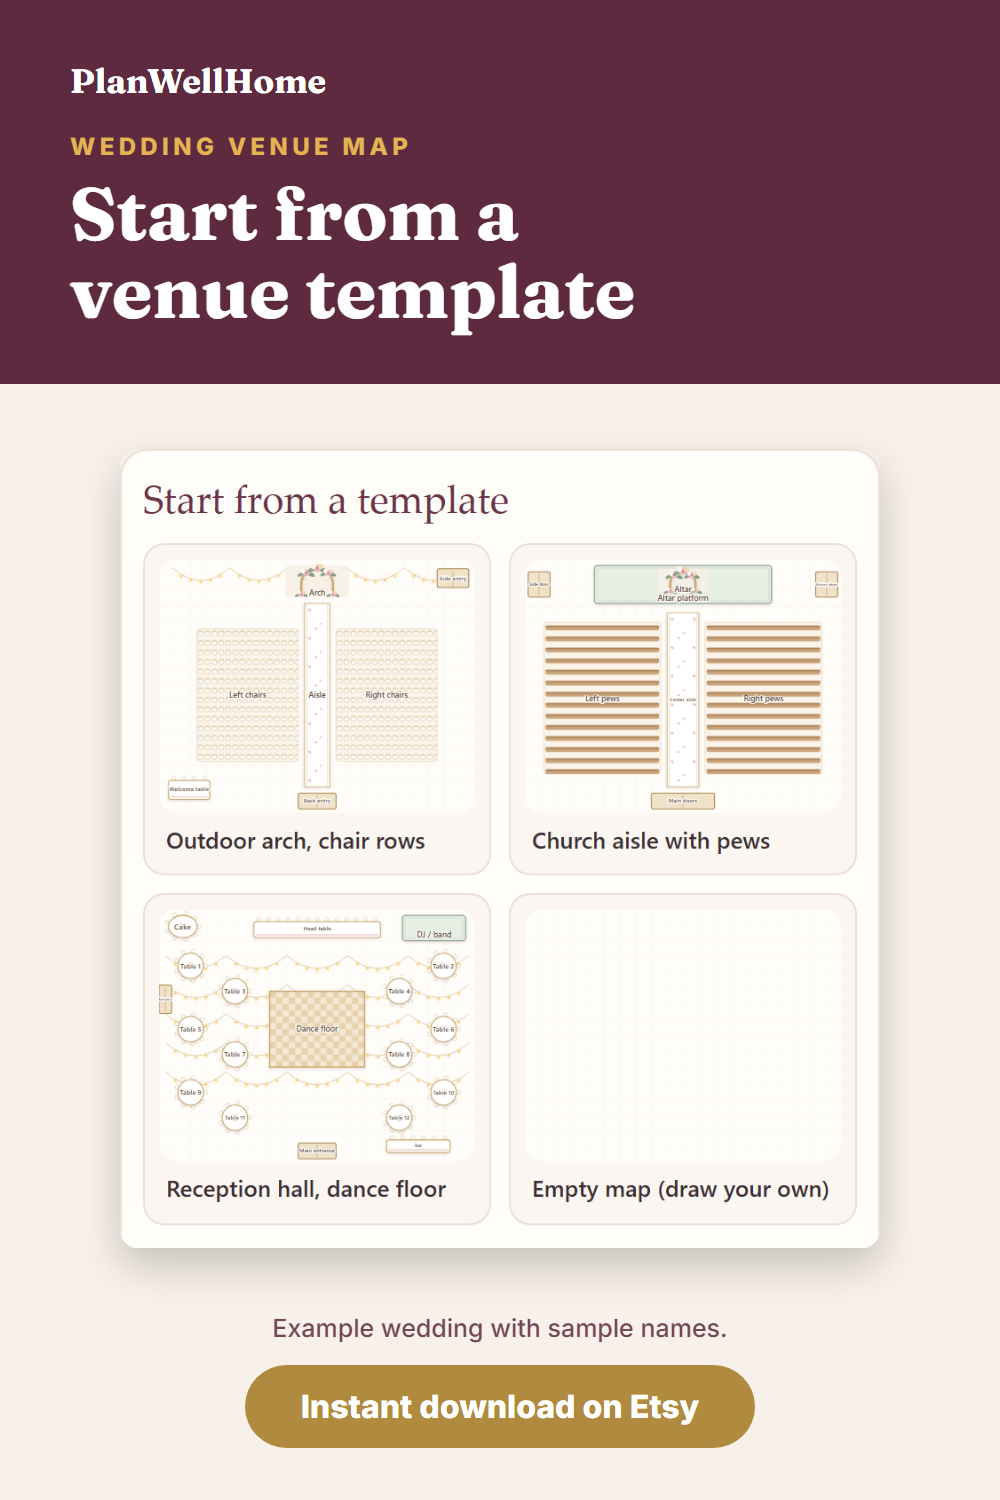 PlanWellHome
WEDDING VENUE MAP
Start from a
venue template
Start from a template
Arch
Side entry
Left chairs
Aisle
Right chairs
Welcome table
Back entry
Outdoor arch, chair rows
Side door
Altar
Altar platform
Left pews
Center aisle
Right pews
Main doors
Church aisle with pews
Cake
Head table
DJ / band
Table 1
Table 2
Table 3
Table 4
Dance floor
Table 5
Table 6
Table 7
Table 8
Table 9
Table 10
Table 11
Table 12
Bar
Main entrance
Reception hall, dance floor
Empty map (draw your own)
Example wedding with sample names.
Instant download on Etsy